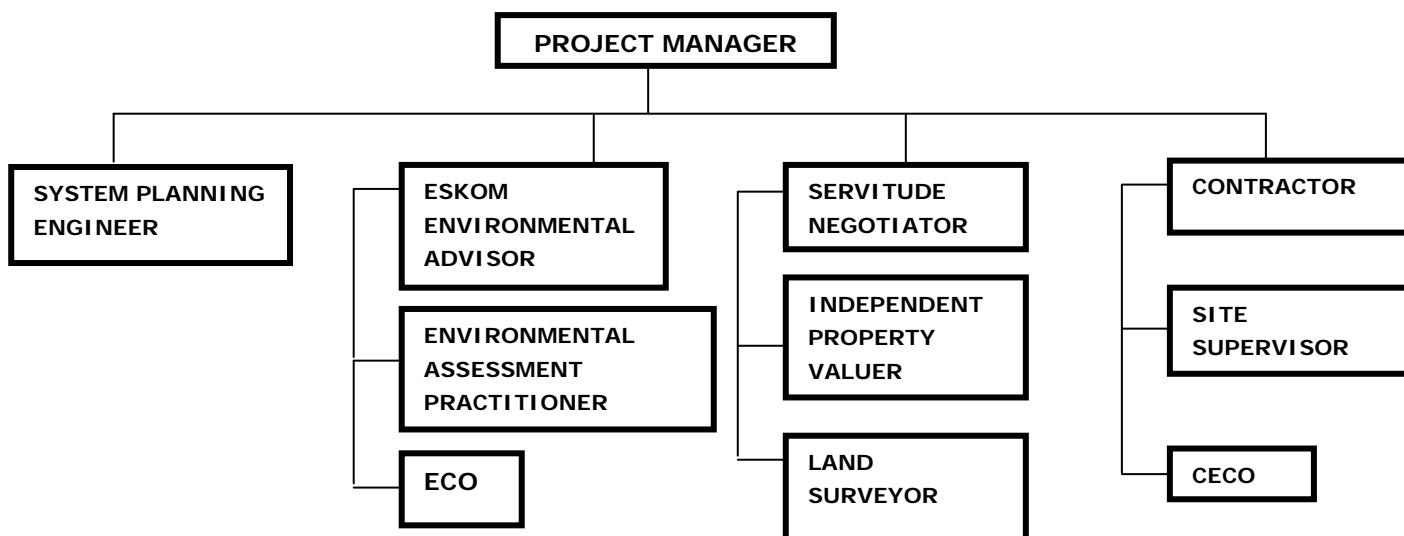 PROJECT MANAGER
SYSTEM PLANNING
ENGINEER
ESKOM
ENVIRONMENTAL
ADVISOR
ENVIRONMENTAL
ASSESSMENT
PRACTITIONER
ECO
SERVITUDE
NEGOTIATOR
INDEPENDENT
PROPERTY
VALUER
LAND
SURVEYOR
CONTRACTOR
SITE
SUPERVISOR
CECO